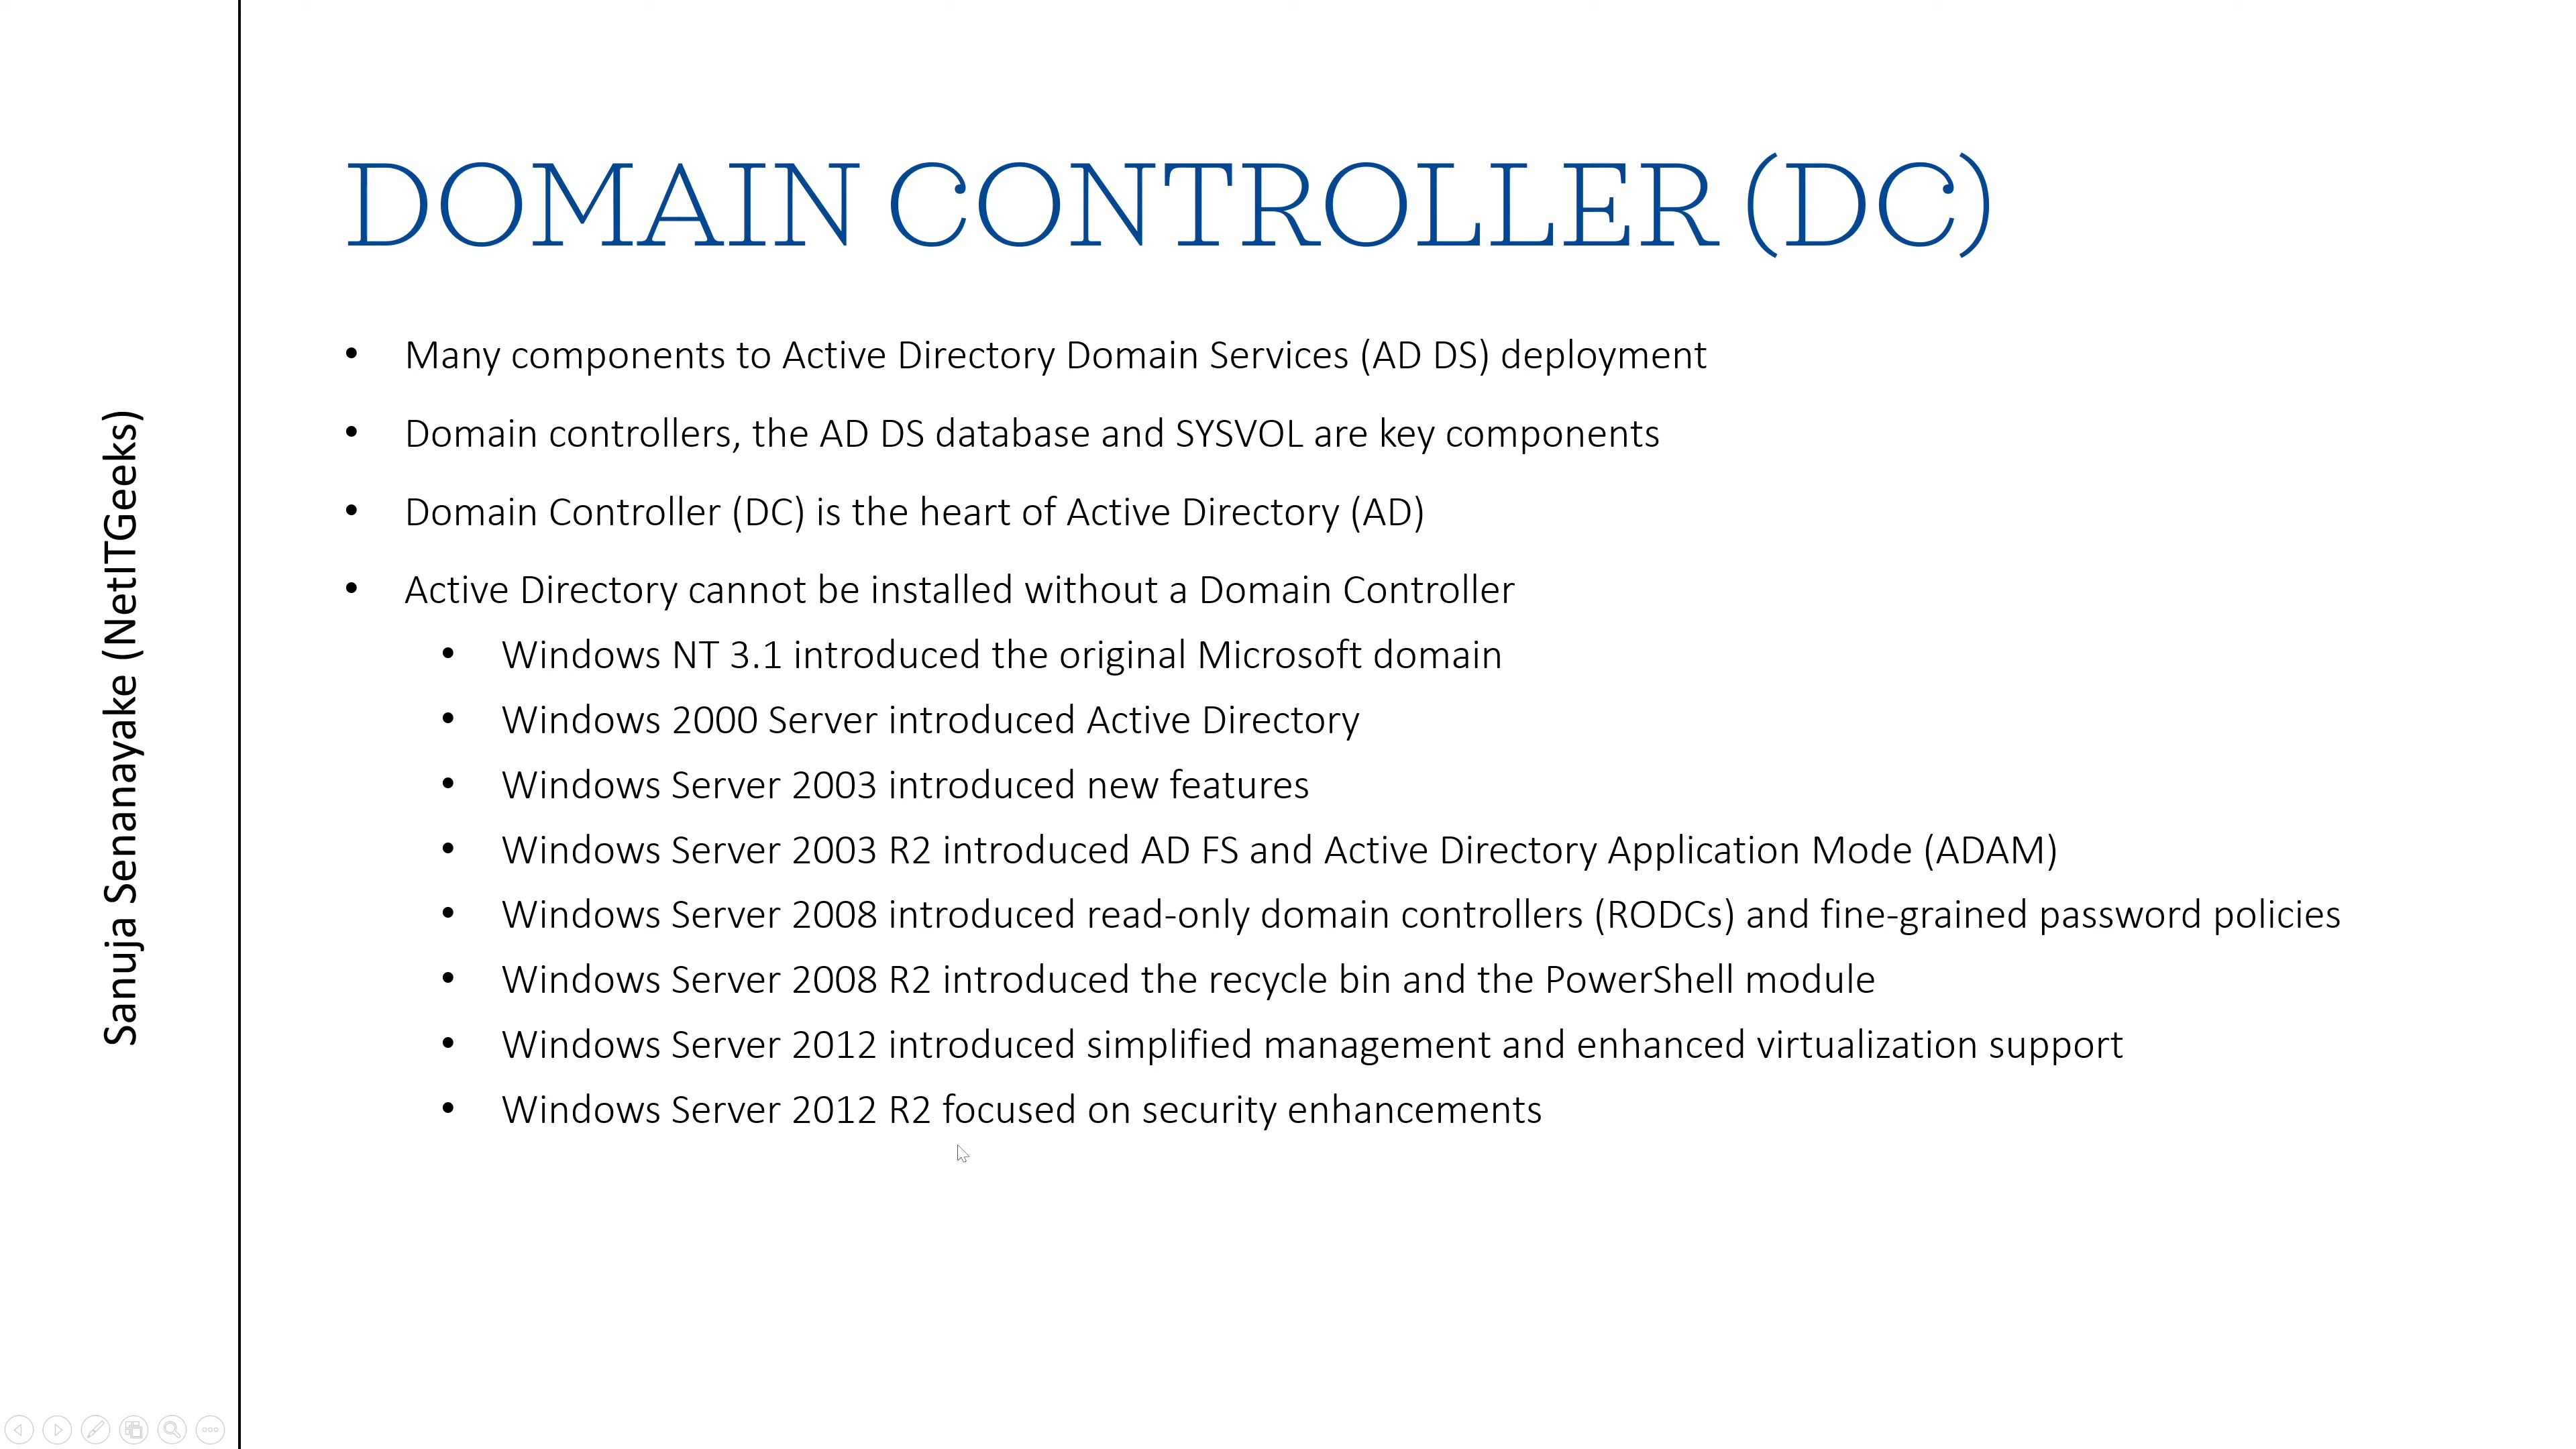 Sanuja Senanayake (NetITGeeks)
DOMAIN CONTROLLER (DC)
• Many components to Active Directory Domain Services (AD DS) deployment
• Domain controllers, the AD DS database and SYSVOL are key components
• Domain Controller (DC) is the heart of Active Directory (AD)
• Active Directory cannot be installed without a Domain Controller
• Windows NT 3.1 introduced the original Microsoft domain
• Windows 2000 Server introduced Active Directory
• Windows Server 2003 introduced new features
• Windows Server 2003 R2 introduced AD FS and Active Directory Application Mode (ADAM)
• Windows Server 2008 introduced read-only domain controllers (RODCs) and fine-grained password policies
• Windows Server 2008 R2 introduced the recycle bin and the PowerShell module
• Windows Server 2012 introduced simplified management and enhanced virtualization support
• Windows Server 2012 R2 focused on security enhancements